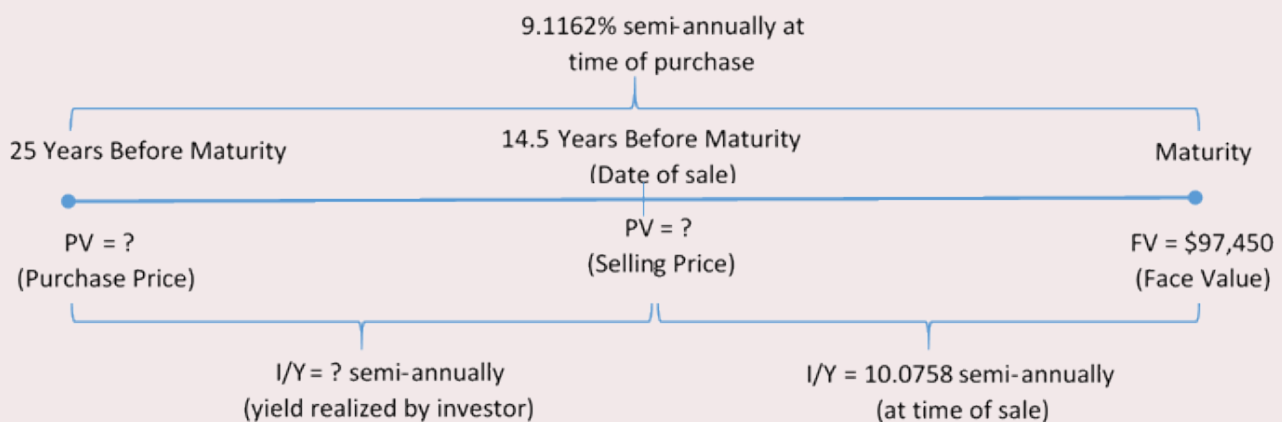 9.1162% semi-annually at
time of purchase
25 Years Before Maturity
14.5 Years Before Maturity
(Date of sale)
Maturity
PV = ?
(Purchase Price)
PV = ?
(Selling Price)
FV = $97,450
(Face Value)
I/Y = ? semi-annually
(yield realized by investor)
I/Y = 10.0758 semi-annually
(at time of sale)